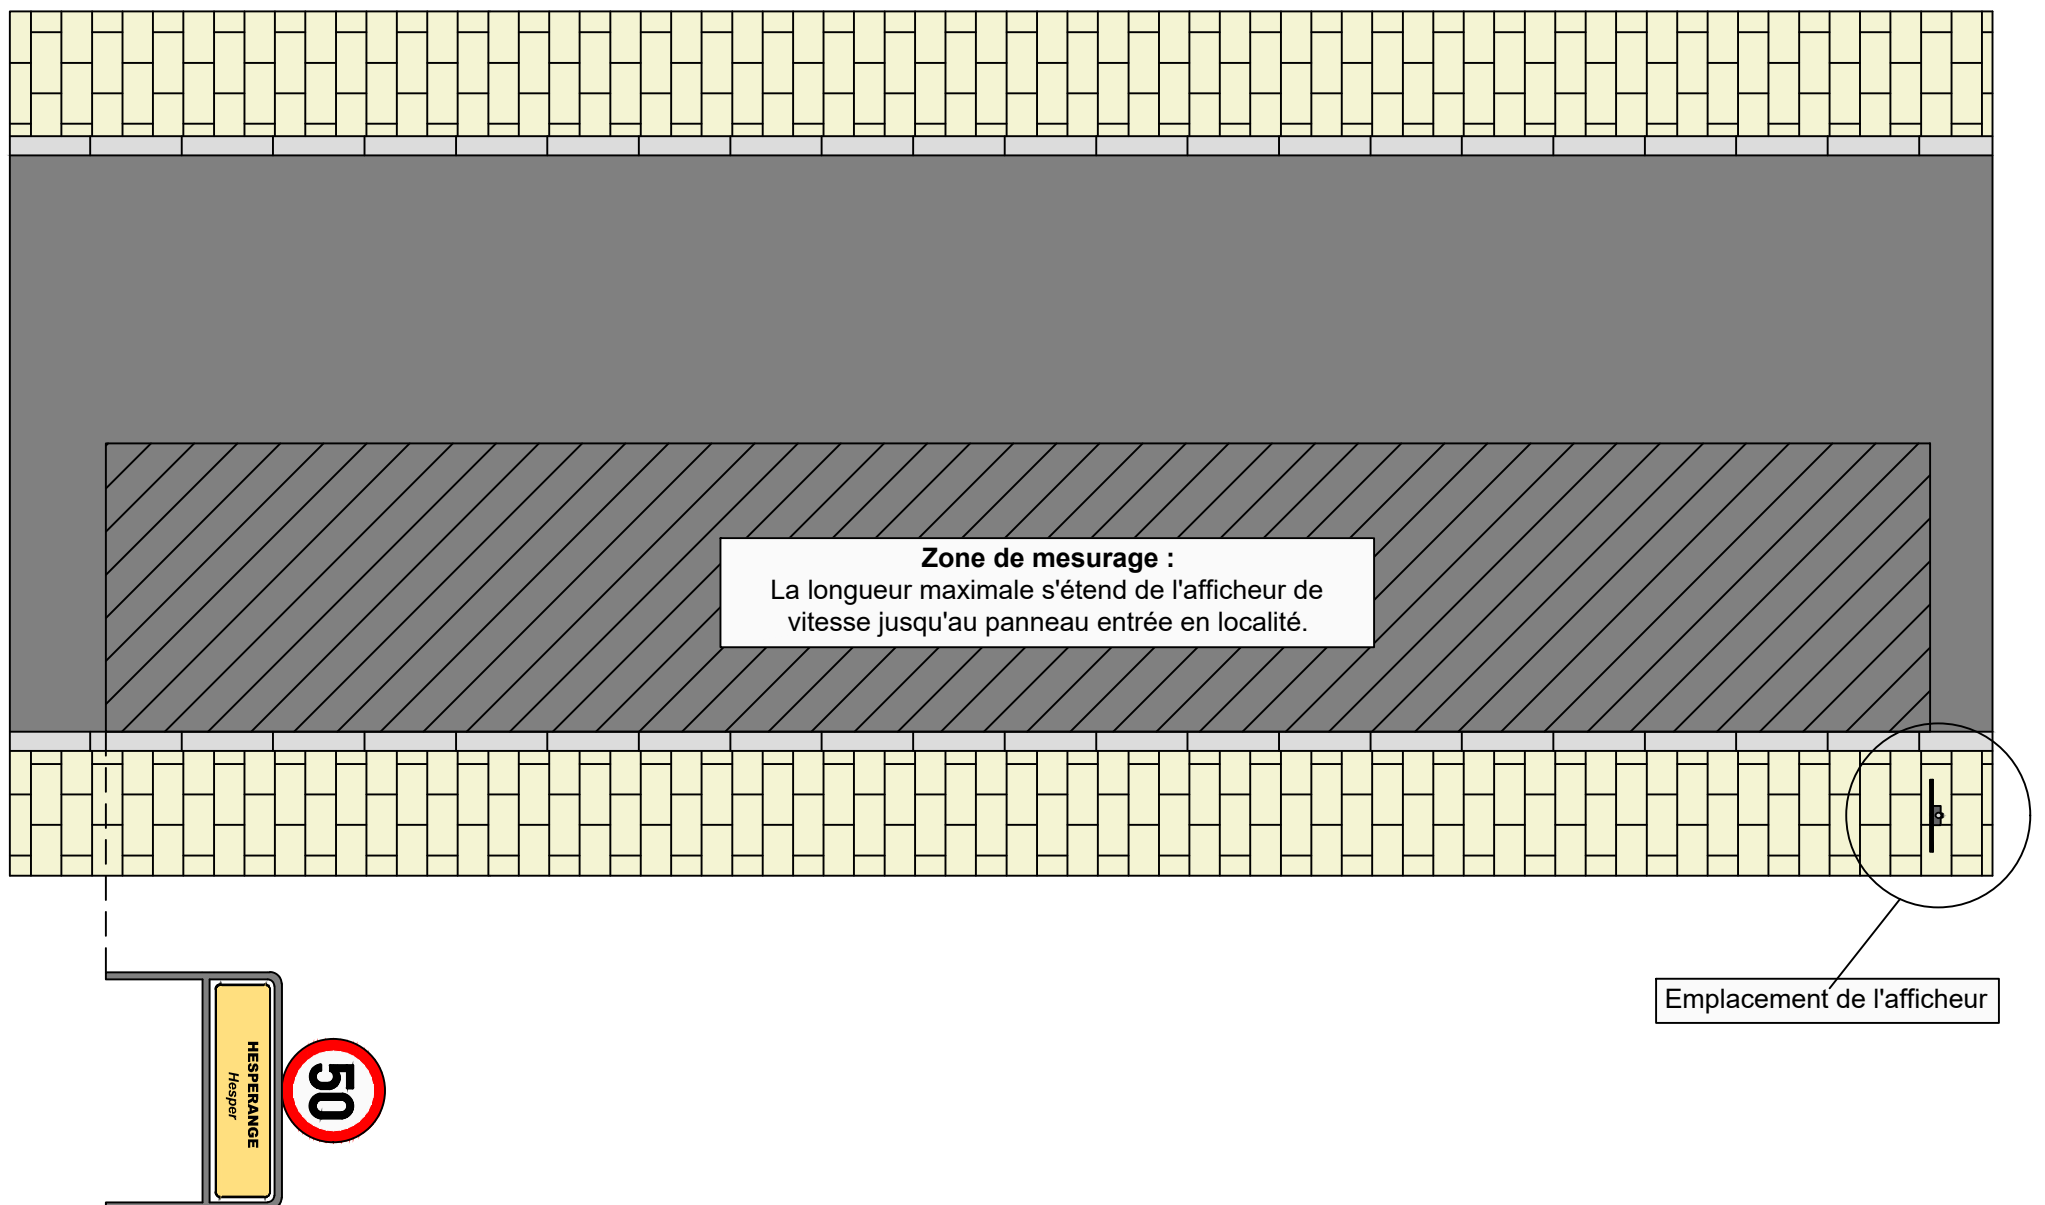 Zone de mesurage :
La longueur maximale s'étend de l'afficheur de
vitesse jusqu'au panneau entrée en localité.
Emplacement de l'afficheur
HESPERANGE
Hesper
50